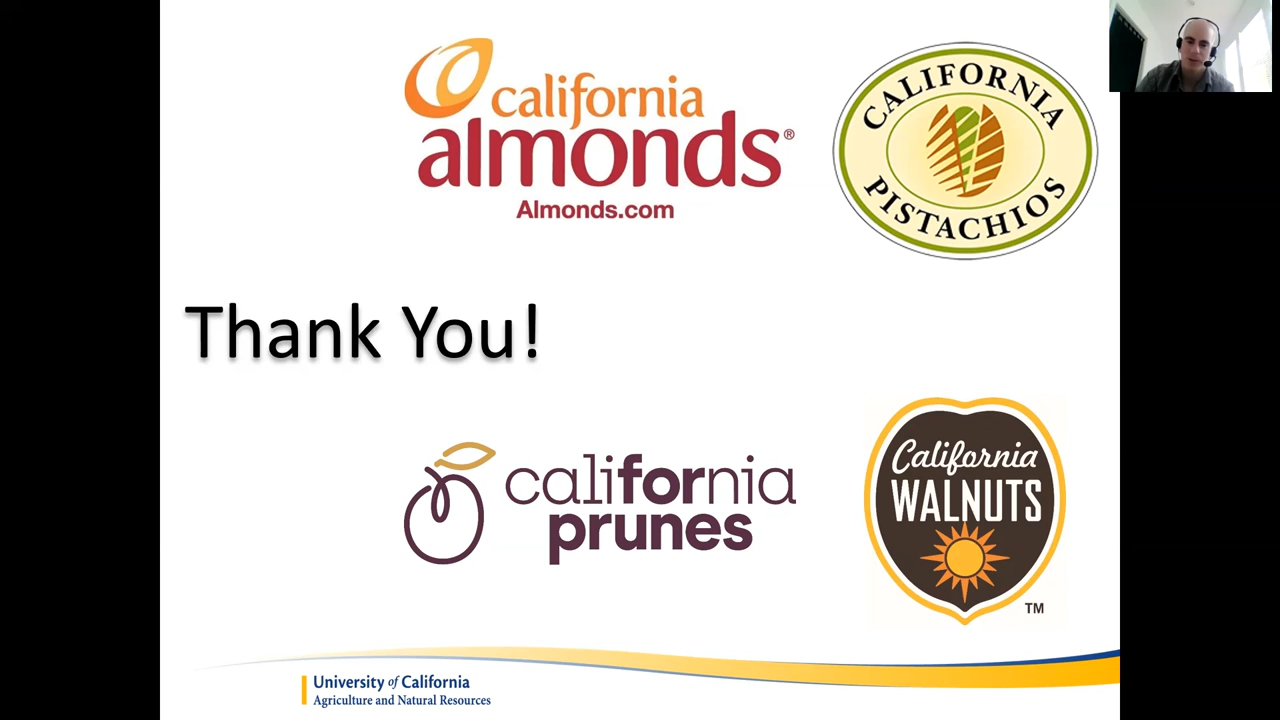 california
almonds®
Almonds.com
CALIFORNIA
PISTACHIOS
Thank You!
california
prunes
California
WALNUTS
TM
University of California
Agriculture and Natural Resources